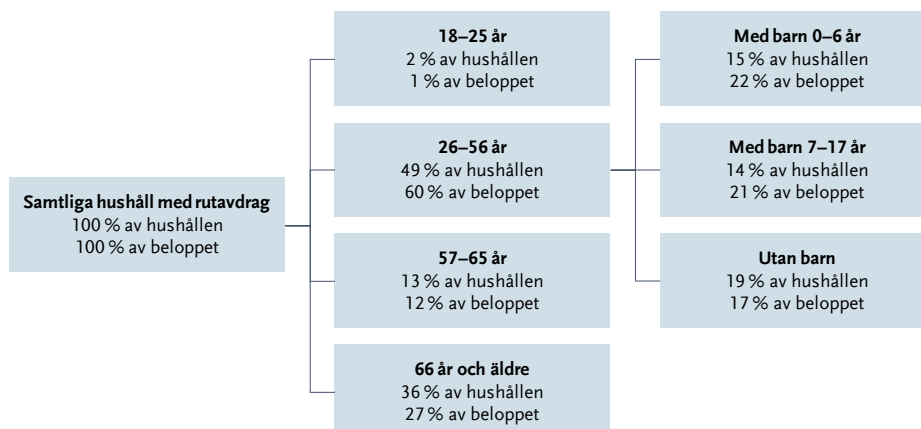 Samtliga hushåll med rutavdrag
100 % av hushållen
100 % av beloppet
18–25 år
2 % av hushållen
1 % av beloppet
26–56 år
49 % av hushållen
60 % av beloppet
57–65 år
13 % av hushållen
12 % av beloppet
66 år och äldre
36 % av hushållen
27 % av beloppet
Med barn 0–6 år
15 % av hushållen
22 % av beloppet
Med barn 7–17 år
14 % av hushållen
21 % av beloppet
Utan barn
19 % av hushållen
17 % av beloppet